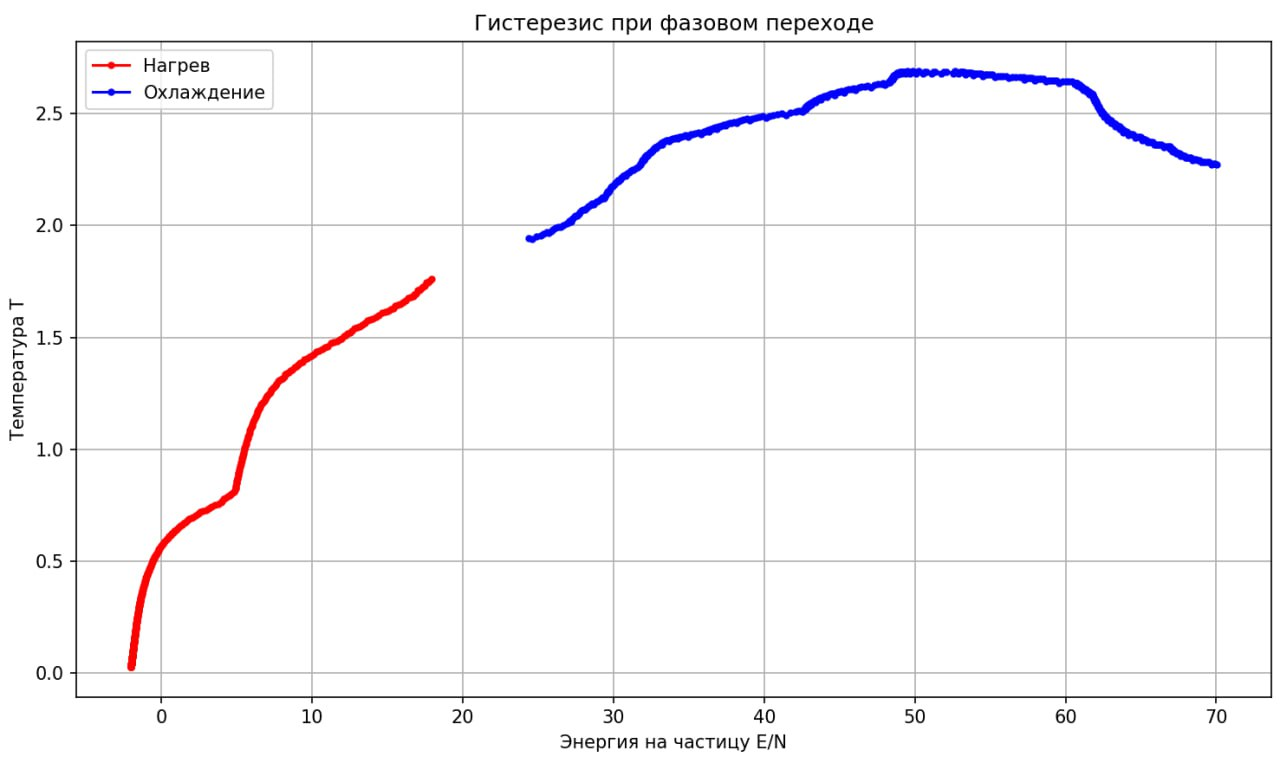 Гистерезис при фазовом переходе
Нагрев
Охлаждение
Температура T
2.5
2.0
1.5
1.0
0.5
0.0
0 10 20 30 40 50 60 70
Энергия на частицу E/N